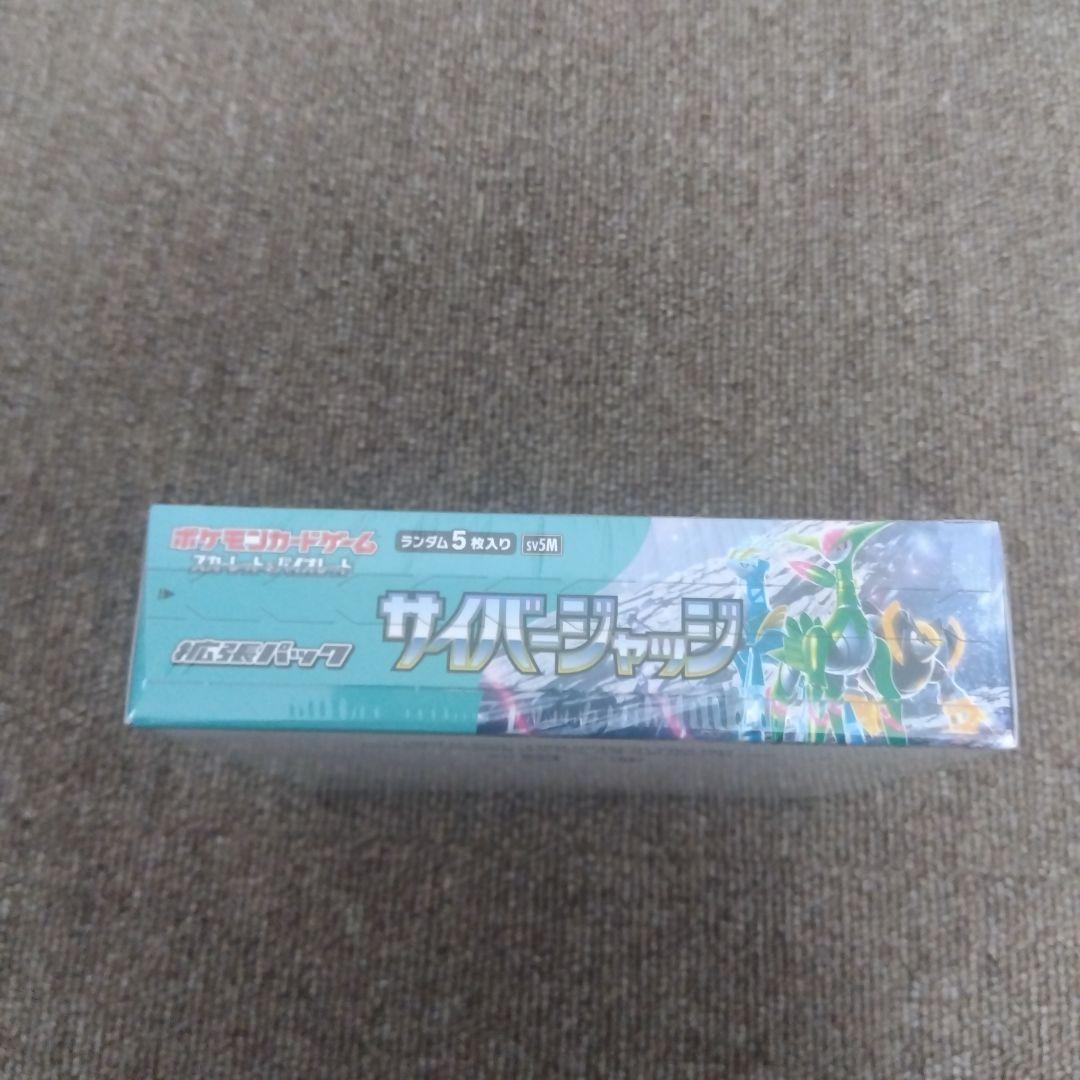 ポケモンカードゲーム
スカーレット&バイオレット
ランダム5枚入り
SV5M
拡張パック
サイバージャッジ